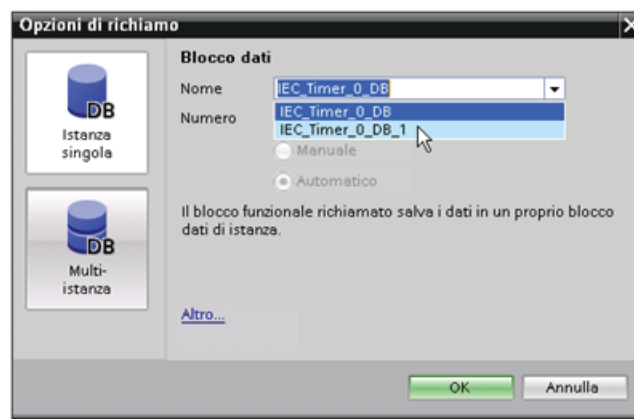 Opzioni di richiamo
Blocco dati
Nome
IEC_Timer_0_DB
IEC_Timer_0_DB
IEC_Timer_0_DB_1
Numero
Manuale
Automatico
Il blocco funzionale richiamato salva i dati in un proprio blocco
dati di istanza.
Altro...
DB
Istanza
singola
DB
Multi-
istanza
OK
Annulla